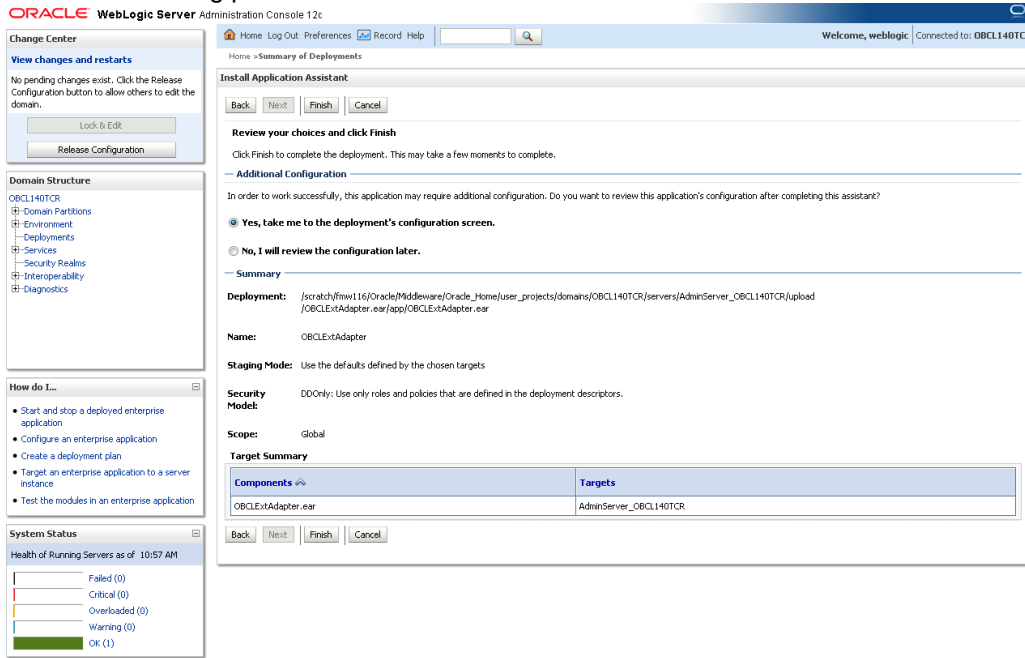 ORACLE WebLogic Server Administration Console 12c
Change Center
View changes and restarts
No pending changes exist. Click the Release
Configuration button to allow others to edit the
domain.
Lock & Edit
Release Configuration
Domain Structure
OBCL140TCR
Domain Partitions
Environment
Deployments
Services
Security Realms
Interoperability
Diagnostics
How do I...
Start and stop a deployed enterprise
application
Configure an enterprise application
Create a deployment plan
Target an enterprise application to a server
instance
Test the modules in an enterprise application
System Status
Health of Running Servers as of 10:57 AM
Failed (0)
Critical (0)
Overloaded (0)
Warning (0)
OK (1)
Home Log Out Preferences Record Help
Welcome, weblogic Connected to: OBCL140TC
Home >Summary of Deployments
Install Application Assistant
Back Next Finish Cancel
Review your choices and click Finish
Click Finish to complete the deployment. This may take a few moments to complete.
Additional Configuration
In order to work successfully, this application may require additional configuration. Do you want to review this application's configuration after completing this assistant?
Yes, take me to the deployment's configuration screen.
No, I will review the configuration later.
Summary
Deployment: /scratch/fmw116/Oracle/Middleware/Oracle_Home/user_projects/domains/OBCL140TCR/servers/AdminServer_OBCL140TCR/upload
/OBCLExtAdapter.ear/app/OBCLExtAdapter.ear
Name: OBCLExtAdapter
Staging Mode: Use the defaults defined by the chosen targets
Security DDOnly: Use only roles and policies that are defined in the deployment descriptors.
Model:
Scope: Global
Target Summary
Components Targets
OBCLExtAdapter.ear AdminServer_OBCL140TCR
Back Next Finish Cancel